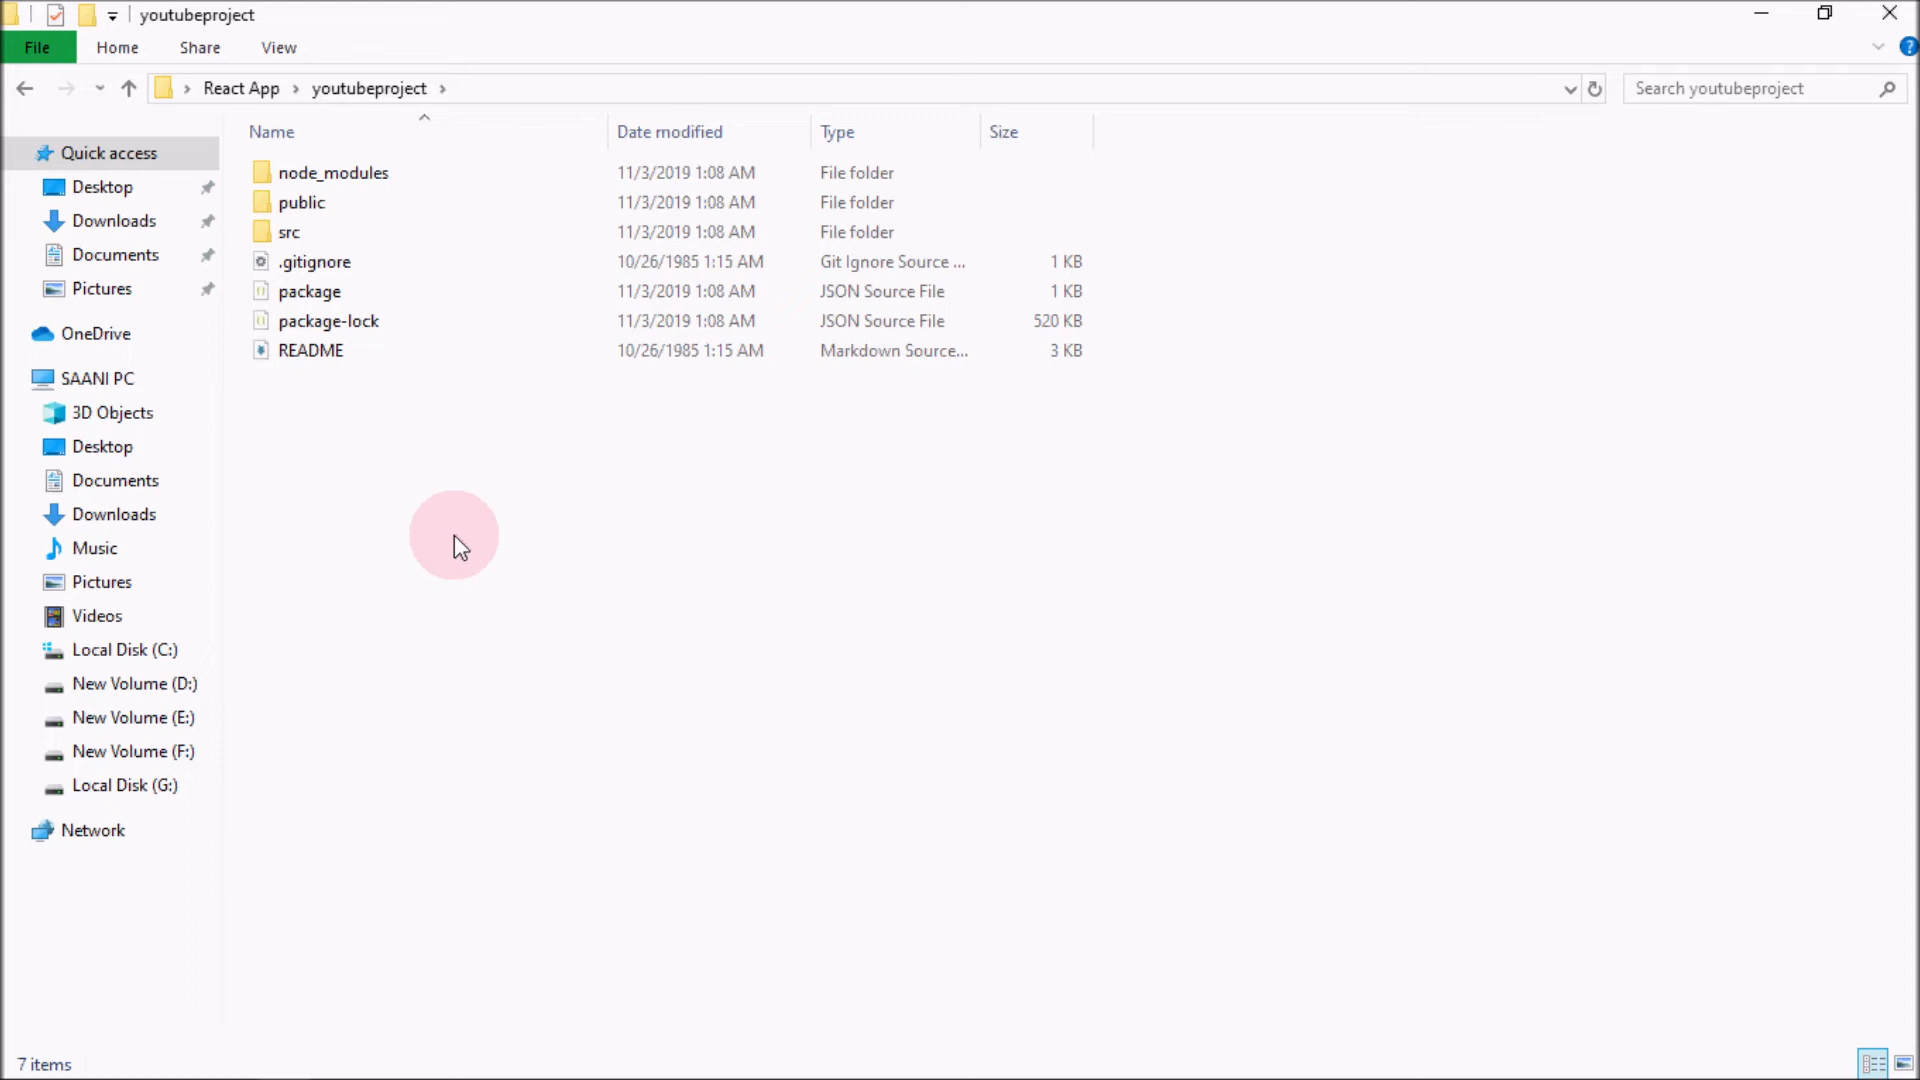 youtubeproject
File Home Share View
React App youtubeproject
Search youtubeproject
Name Date modified Type Size
Quick access
Desktop
Downloads
Documents
Pictures
OneDrive
SAANI PC
3D Objects
Desktop
Documents
Downloads
Music
Pictures
Videos
Local Disk (C:)
New Volume (D:)
New Volume (E:)
New Volume (F:)
Local Disk (G:)
Network
node_modules 11/3/2019 1:08 AM File folder
public 11/3/2019 1:08 AM File folder
src 11/3/2019 1:08 AM File folder
.gitignore 10/26/1985 1:15 AM Git Ignore Source ... 1 KB
package 11/3/2019 1:08 AM JSON Source File 1 KB
package-lock 11/3/2019 1:08 AM JSON Source File 520 KB
README 10/26/1985 1:15 AM Markdown Source... 3 KB
7 items